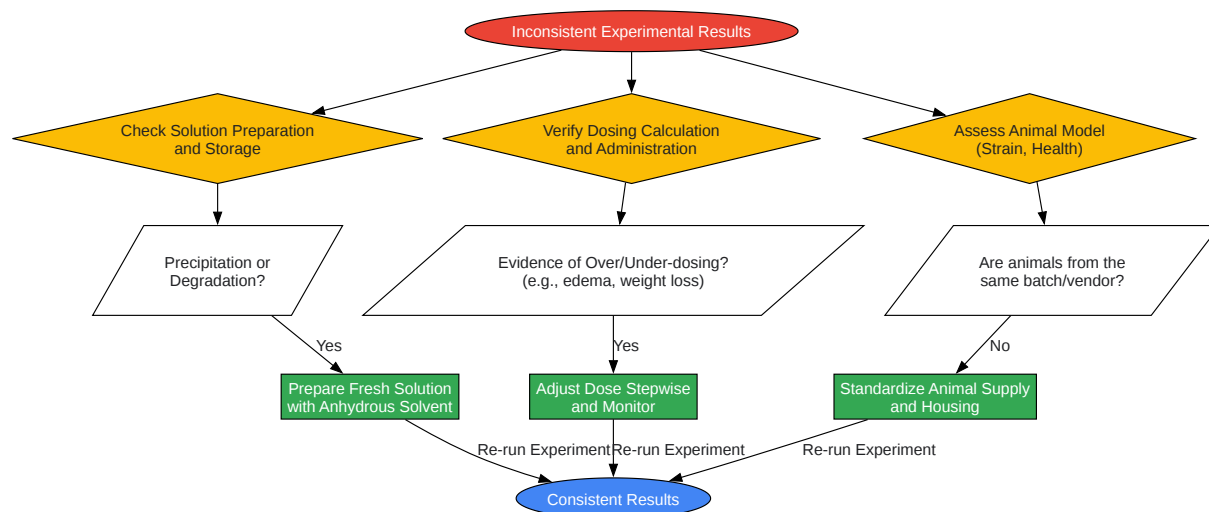 Inconsistent Experimental Results
Check Solution Preparation
and Storage
Verify Dosing Calculation
and Administration
Assess Animal Model
(Strain, Health)
Precipitation or
Degradation?
Evidence of Over/Under-dosing?
(e.g., edema, weight loss)
Are animals from the
same batch/vendor?
Yes
Yes
No
Prepare Fresh Solution
with Anhydrous Solvent
Adjust Dose Stepwise
and Monitor
Standardize Animal Supply
and Housing
Re-run Experiment
Re-run Experiment
Re-run Experiment
Consistent Results